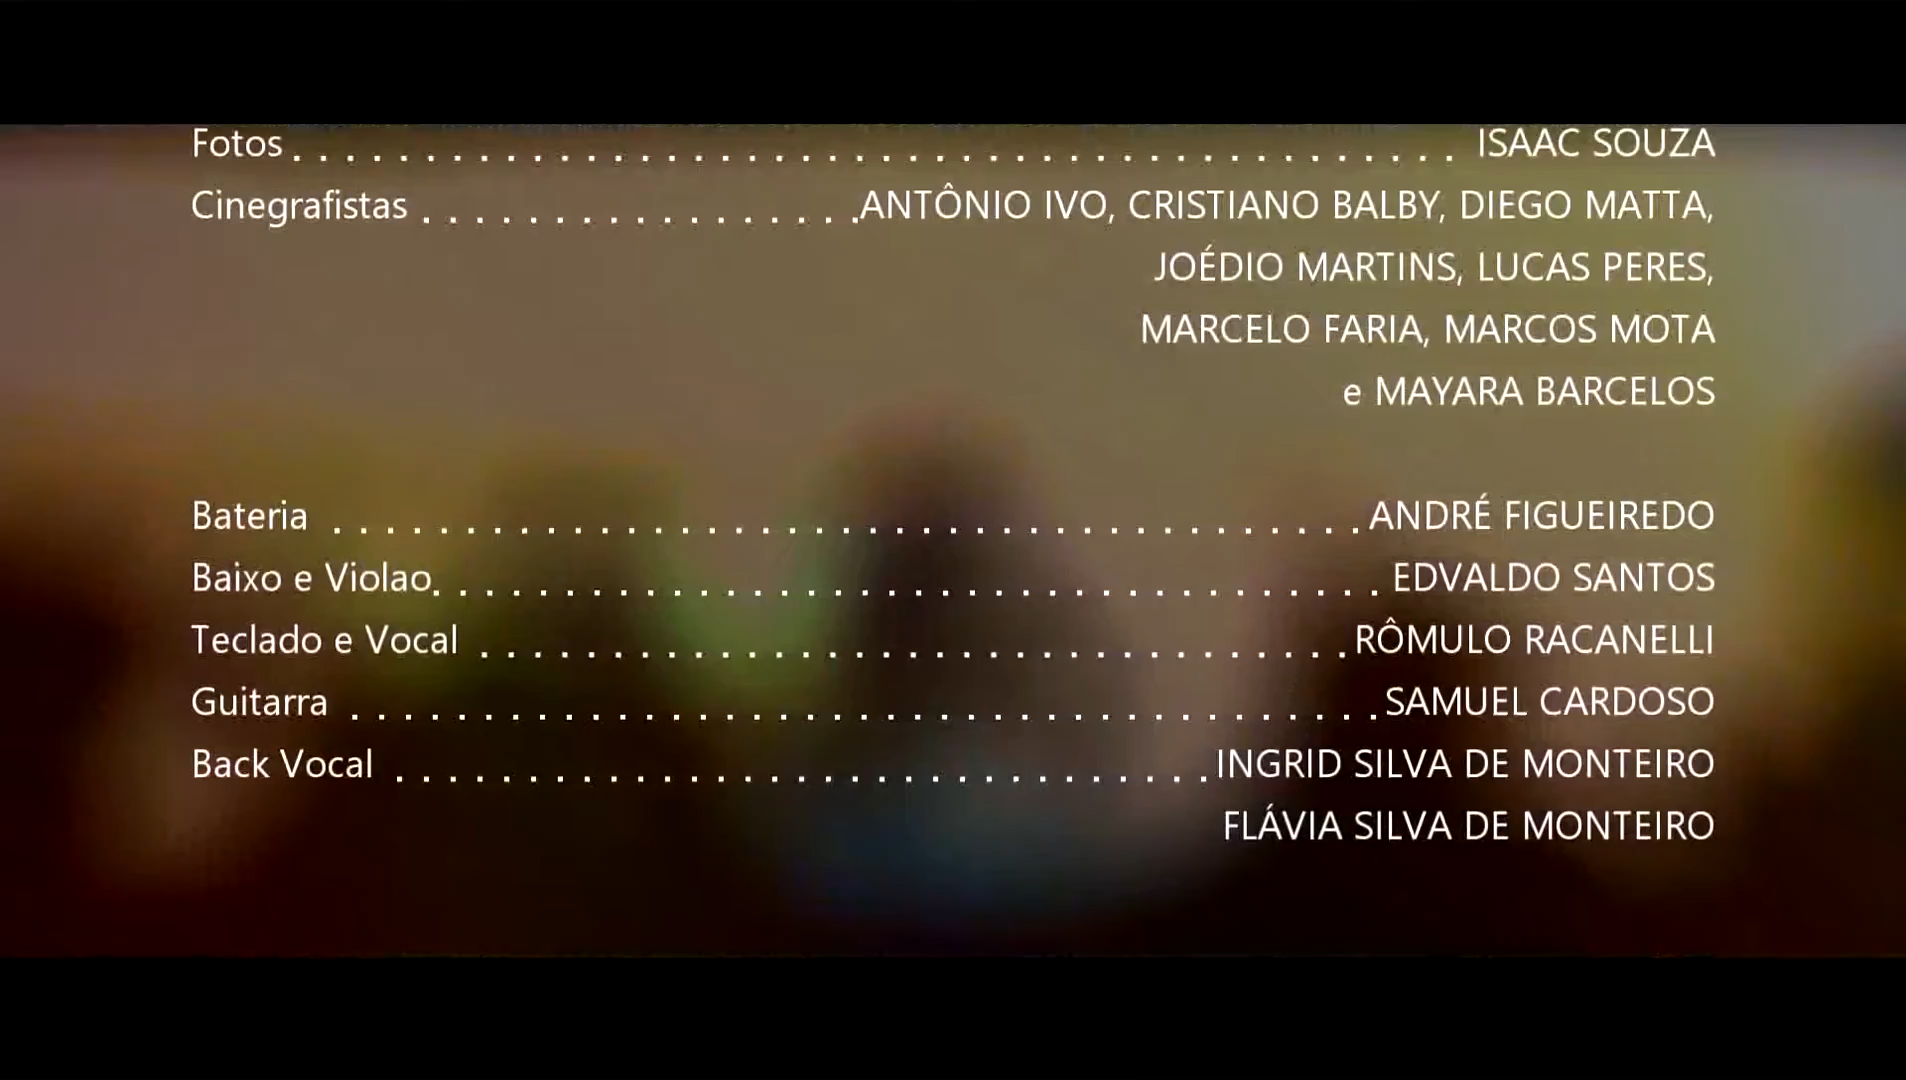 Fotos . . . . . . . . . . . . . . . . . . . . . . . . . . . . . . . . . . . . . . . . . . . . ISAAC SOUZA
Cinegrafistas . . . . . . . . . . . . . . . . .ANTÔNIO IVO, CRISTIANO BALBY, DIEGO MATTA,
JOÉDIO MARTINS, LUCAS PERES,
MARCELO FARIA, MARCOS MOTA
e MAYARA BARCELOS
Bateria . . . . . . . . . . . . . . . . . . . . . . . . . . . . . . . . . . . . . . . ANDRÉ FIGUEIREDO
Baixo e Violao. . . . . . . . . . . . . . . . . . . . . . . . . . . . . . . . . . . . EDVALDO SANTOS
Teclado e Vocal . . . . . . . . . . . . . . . . . . . . . . . . . . . . . . . . . RÔMULO RACANELLI
Guitarra . . . . . . . . . . . . . . . . . . . . . . . . . . . . . . . . . . . . . . . SAMUEL CARDOSO
Back Vocal . . . . . . . . . . . . . . . . . . . . . . . . . . . . . . . INGRID SILVA DE MONTEIRO
FLÁVIA SILVA DE MONTEIRO